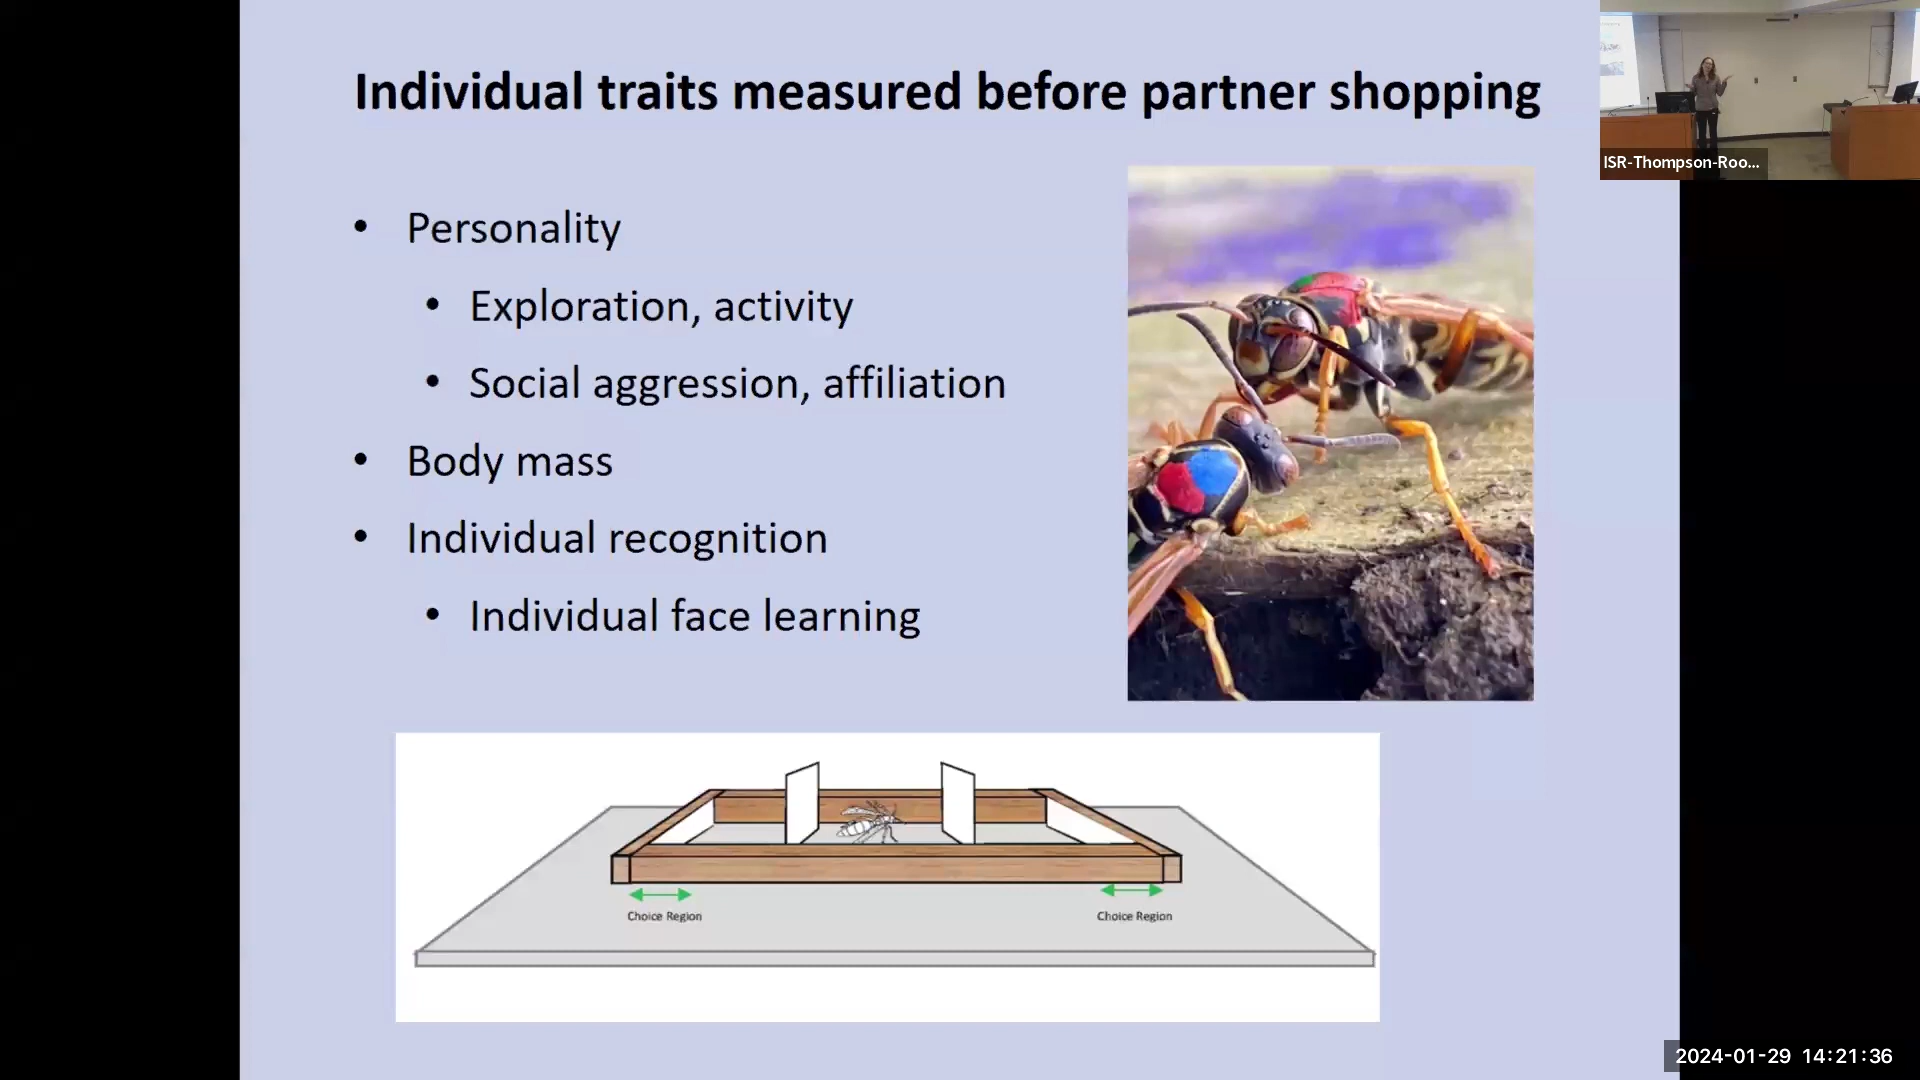 Individual traits measured before partner shopping
• Personality
• Exploration, activity
• Social aggression, affiliation
• Body mass
• Individual recognition
• Individual face learning
Choice Region
Choice Region
ISR-Thompson-Roo...
2024-01-29 14:21:36